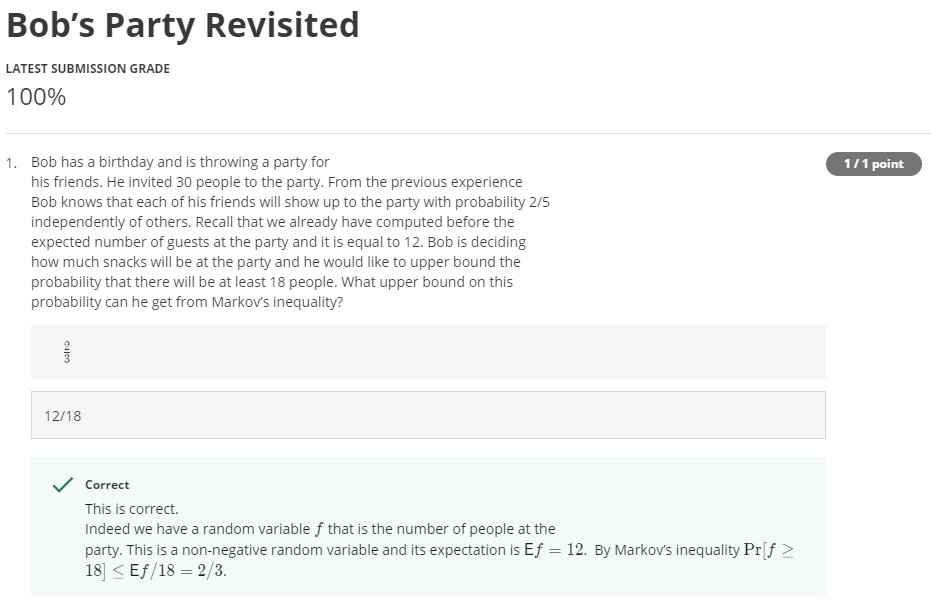 Bob's Party Revisited
LATEST SUBMISSION GRADE
100%
1. Bob has a birthday and is throwing a party for
1 / 1 point
his friends. He invited 30 people to the party. From the previous experience
Bob knows that each of his friends will show up to the party with probability 2/5
independently of others. Recall that we already have computed before the
expected number of guests at the party and it is equal to 12. Bob is deciding
how much snacks will be at the party and he would like to upper bound the
probability that there will be at least 18 people. What upper bound on this
probability can he get from Markov's inequality?
2/3
12/18
Correct
This is correct.
Indeed we have a random variable f that is the number of people at the
party. This is a non-negative random variable and its expectation is Ef = 12. By Markov's inequality Pr[f ≥
18] ≤ Ef/18 = 2/3.